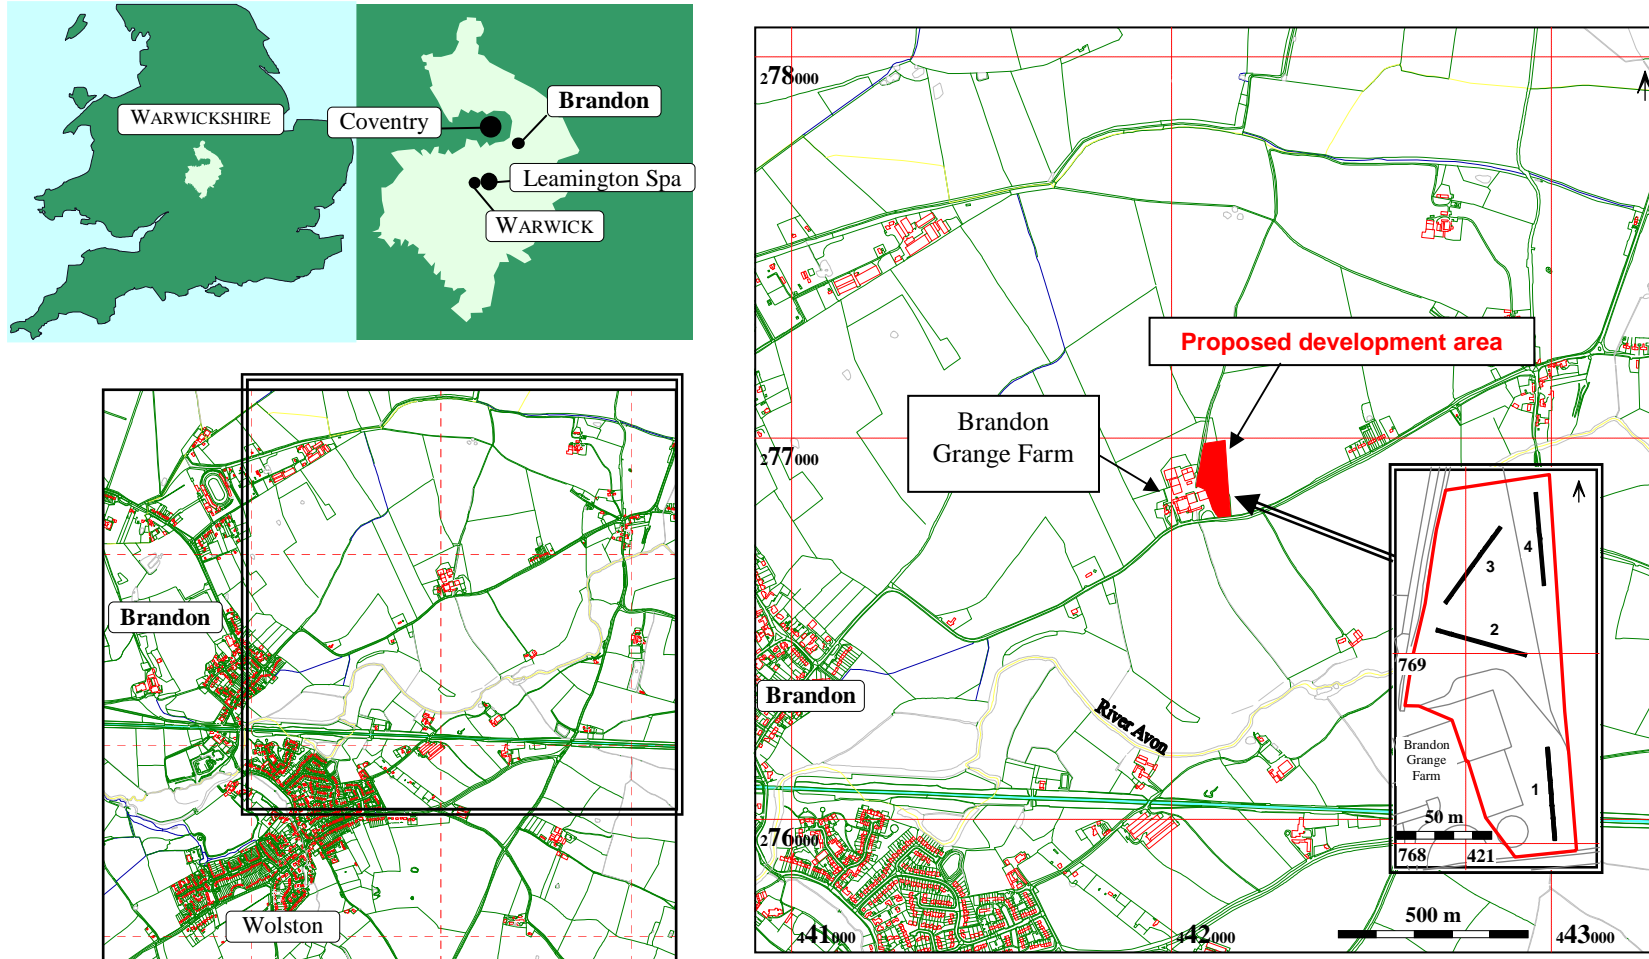 WARWICKSHIRE
Coventry
Brandon
Leamington Spa
WARWICK
Brandon
Wolston
278000
Proposed development area
Brandon
Grange Farm
277000
Brandon
River Avon
276000
441000
442000
443000
500 m
4
3
2
769
Brandon
Grange
Farm
1
50 m
768
421